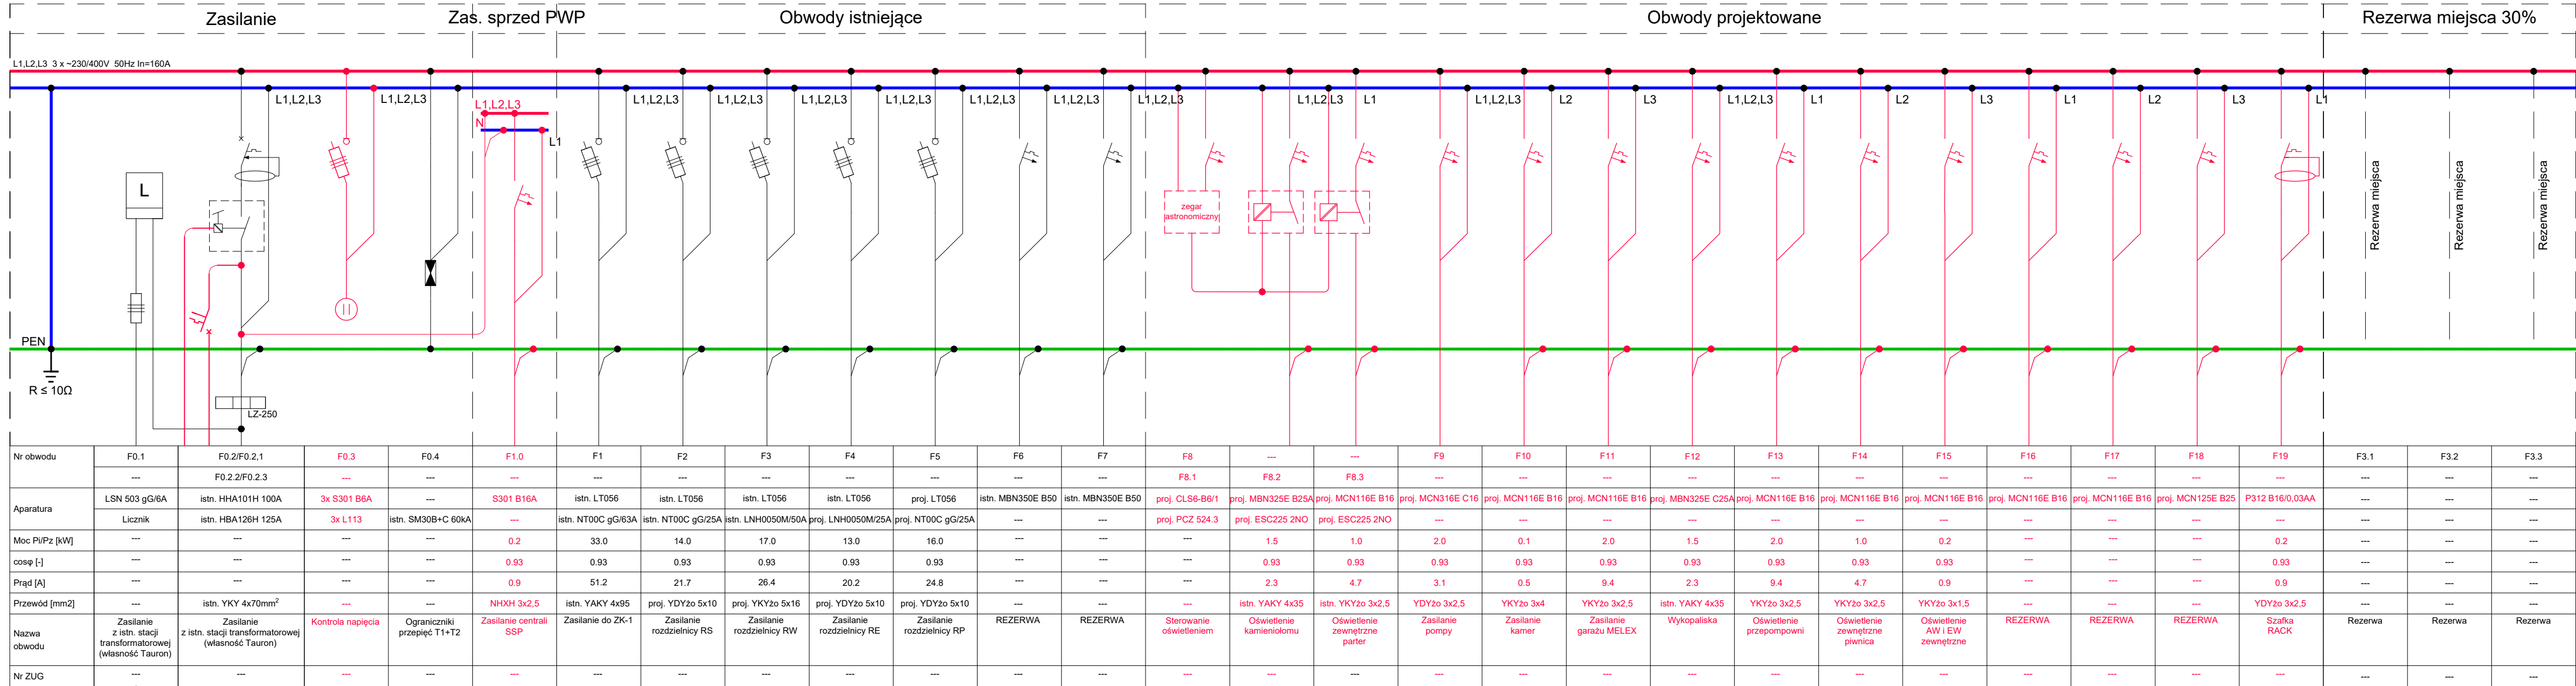 Zasilanie
Zas. sprzed PWP
Obwody istniejące
Obwody projektowane
Rezerwa miejsca 30%
L1,L2,L3 3 x ~230/400V 50Hz In=160A
L1,L2,L3
L1,L2,L3
L1,L2,L3
N
L1
L1,L2,L3
L1,L2,L3
L1,L2,L3
L1,L2,L3
L1,L2,L3
L1,L2,L3
L1,L2,L3
L1,L2,L3
L1
L1,L2,L3
L2
L3
L1,L2,L3
L1
L2
L3
L1
L2
L3
L1
L
zegar
astronomiczny
Rezerwa miejsca
Rezerwa miejsca
Rezerwa miejsca
PEN
R ≤ 10Ω
LZ-250
Nr obwodu F0.1 F0.2/F0.2,1 F0.3 F0.4 F1.0 F1 F2 F3 F4 F5 F6 F7 F8 --- --- F9 F10 F11 F12 F13 F14 F15 F16 F17 F18 F19 F3.1 F3.2 F3.3
--- F0.2.2/F0.2.3 --- --- --- --- --- --- --- --- --- --- F8.1 F8.2 F8.3 --- --- --- --- --- --- --- --- --- --- --- --- --- ---
Aparatura
LSN 503 gG/6A istn. HHA101H 100A 3x S301 B6A --- S301 B16A istn. LT056 istn. LT056 istn. LT056 istn. LT056 proj. LT056 istn. MBN350E B50 istn. MBN350E B50 proj. CLS6-B6/1 proj. MBN325E B25A proj. MCN116E B16 proj. MCN316E C16 proj. MCN116E B16 proj. MCN116E B16 proj. MBN325E C25A proj. MCN116E B16 proj. MCN116E B16 proj. MCN116E B16 proj. MCN116E B16 proj. MCN116E B16 proj. MCN125E B25 P312 B16/0,03AA --- --- ---
Licznik istn. HBA126H 125A 3x L113 istn. SM30B+C 60kA --- istn. NT00C gG/63A istn. NT00C gG/25A istn. LNH0050M/50A proj. LNH0050M/25A proj. NT00C gG/25A --- --- proj. PCZ 524.3 proj. ESC225 2NO proj. ESC225 2NO --- --- --- --- --- --- --- --- --- --- --- --- --- ---
Moc Pi/Pz [kW] --- --- --- --- 0.2 33.0 14.0 17.0 13.0 16.0 --- --- --- 1.5 1.0 2.0 0.1 2.0 1.5 2.0 1.0 0.2 --- --- --- 0.2 --- --- ---
cosφ [-] --- --- --- --- 0.93 0.93 0.93 0.93 0.93 0.93 --- --- --- 0.93 0.93 0.93 0.93 0.93 0.93 0.93 0.93 0.93 --- --- --- 0.93 --- --- ---
Prąd [A] --- --- --- --- 0.9 51.2 21.7 26.4 20.2 24.8 --- --- --- 2.3 4.7 3.1 0.5 9.4 2.3 9.4 4.7 0.9 --- --- --- 0.9 --- --- ---
Przewód [mm2] --- istn. YKY 4x70mm² --- --- NHXH 3x2,5 istn. YAKY 4x95 proj. YDYżo 5x10 proj. YKYżo 5x16 proj. YDYżo 5x10 proj. YDYżo 5x10 --- --- --- istn. YAKY 4x35 istn. YKYżo 3x2,5 YDYżo 3x2,5 YKYżo 3x4 YKYżo 3x2,5 istn. YAKY 4x35 YKYżo 3x2,5 YKYżo 3x2,5 YKYżo 3x1,5 --- --- --- YDYżo 3x2,5 --- --- ---
Nazwa
obwodu
Zasilanie
z istn. stacji
transformatorowej
(własność Tauron)
Zasilanie
z istn. stacji transformatorowej
(własność Tauron)
Kontrola napięcia
Ograniczniki
przepięć T1+T2
Zasilanie centrali
SSP
Zasilanie do ZK-1
Zasilanie
rozdzielnicy RS
Zasilanie
rozdzielnicy RW
Zasilanie
rozdzielnicy RE
Zasilanie
rozdzielnicy RP
REZERWA
REZERWA
Sterowanie
oświetleniem
Oświetlenie
kamieniołomu
Oświetlenie
zewnętrzne
parter
Zasilanie
pompy
Zasilanie
kamer
Zasilanie
garażu MELEX
Wykopaliska
Oświetlenie
przepompowni
Oświetlenie
zewnętrzne
piwnica
Oświetlenie
AW i EW
zewnętrzne
REZERWA
REZERWA
REZERWA
Szafka
RACK
Rezerwa
Rezerwa
Rezerwa
Nr ZUG --- --- --- --- --- --- --- --- --- --- --- --- --- --- --- --- --- --- --- --- --- --- --- --- --- --- --- --- ---